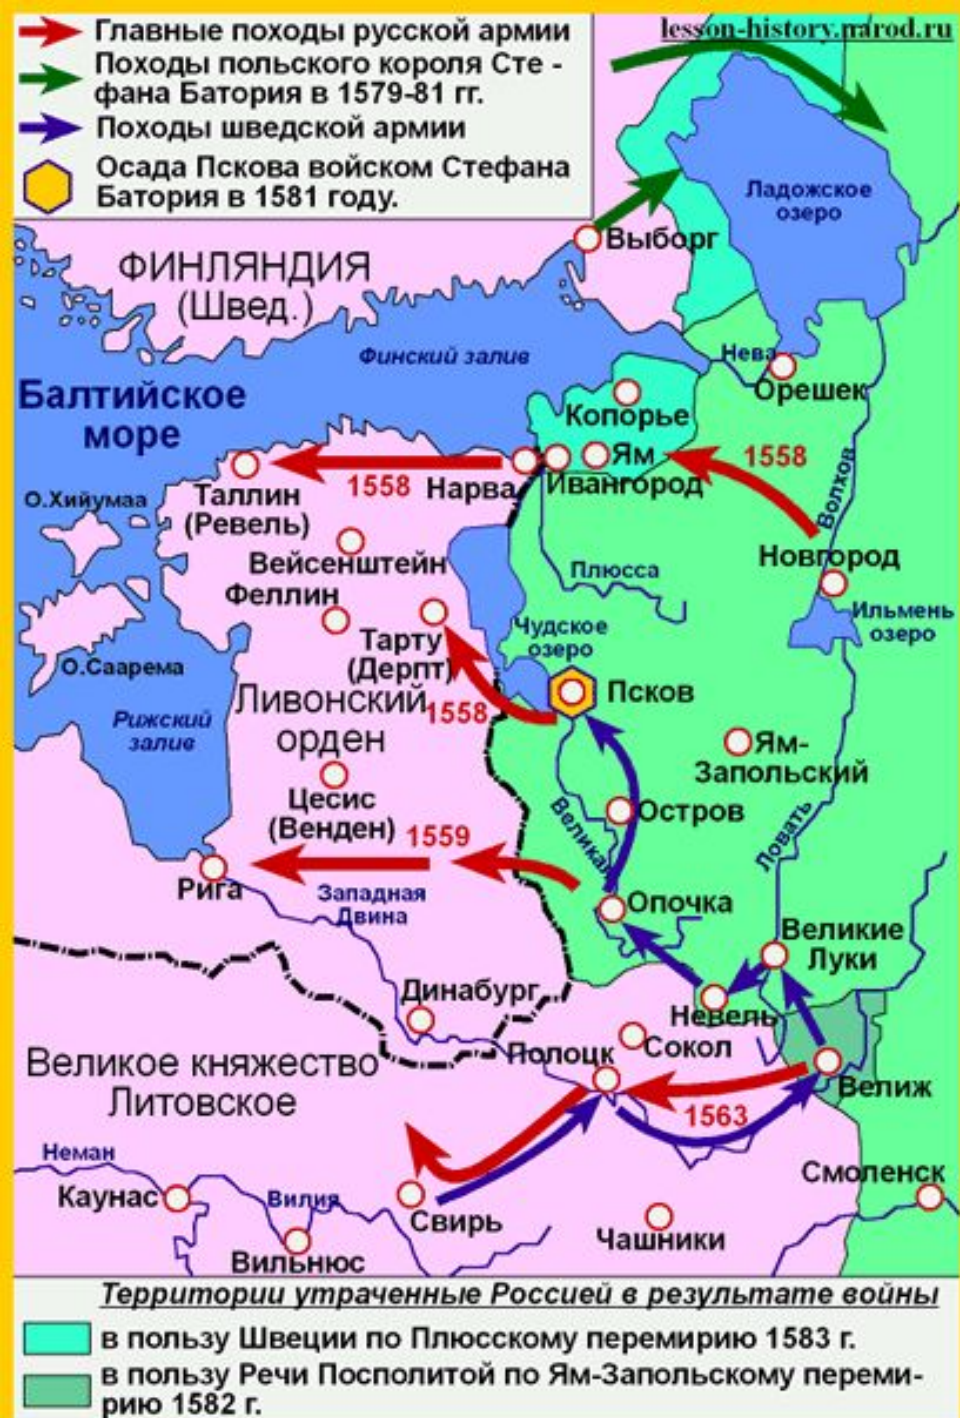 lesson-history.narod.ru
Главные походы русской армии
Походы польского короля Сте -
фана Батория в 1579-81 гг.
Походы шведской армии
Осада Пскова войском Стефана
Батория в 1581 году.
Ладожское
озеро
Выборг
ФИНЛЯНДИЯ
(Швед.)
Финский залив
Нева
Орешек
Балтийское
море
Копорье
Ям
1558
Ивангород
Нарва
1558
Таллин
(Ревель)
О.Хийумаа
Волхов
Новгород
Вейсенштейн
Плюсса
Феллин
Ильмень
озеро
Чудское
озеро
Тарту
(Дерпт)
О.Саарема
Псков
Ливонский
орден
1558
Рижский
залив
Ям-
Запольский
Цесис
(Венден)
Остров
Великая
Ловать
1559
Рига
Западная
Двина
Опочка
Великие
Луки
Динабург
Невель
Сокол
Полоцк
Велиж
Великое княжество
Литовское
1563
Неман
Каунас
Вилия
Свирь
Смоленск
Чашники
Вильнюс
Территории утраченные Россией в результате войны
в пользу Швеции по Плюсскому перемирию 1583 г.
в пользу Речи Посполитой по Ям-Запольскому переми-
рию 1582 г.